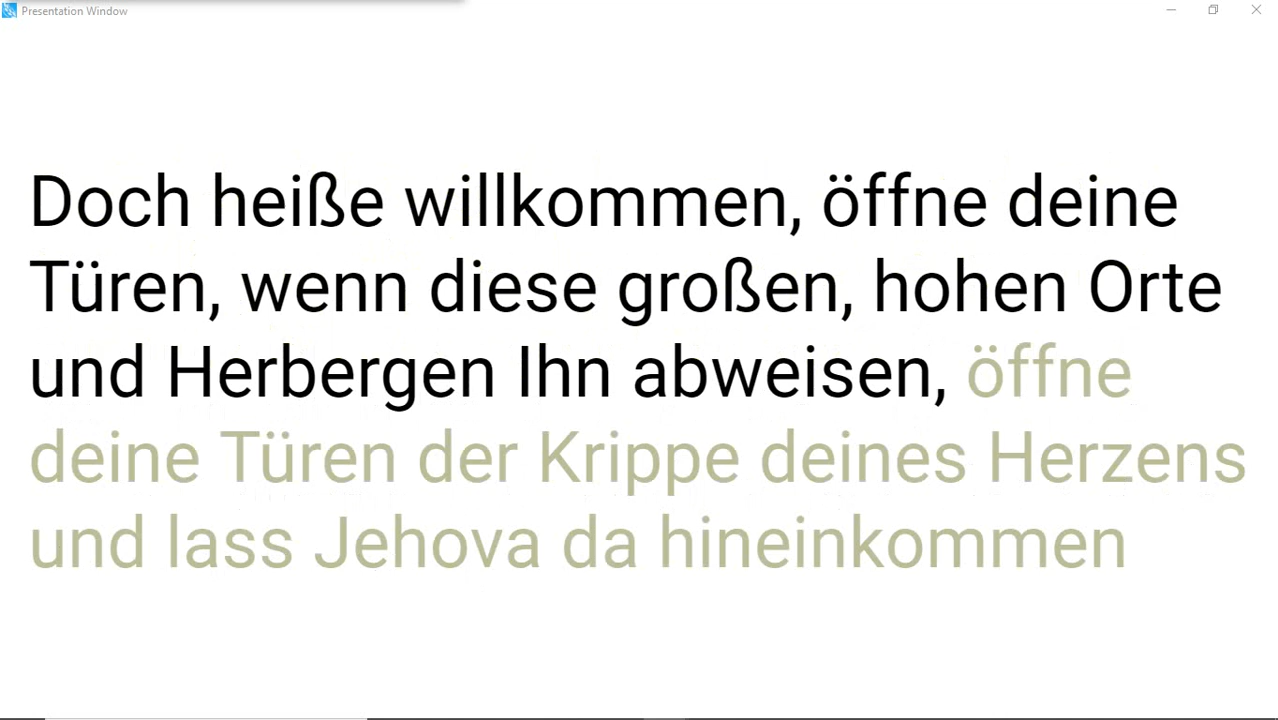 Presentation Window
Doch heiße willkommen, öffne deine
Türen, wenn diese großen, hohen Orte
und Herbergen Ihn abweisen, öffne
deine Türen der Krippe deines Herzens
und lass Jehova da hineinkommen